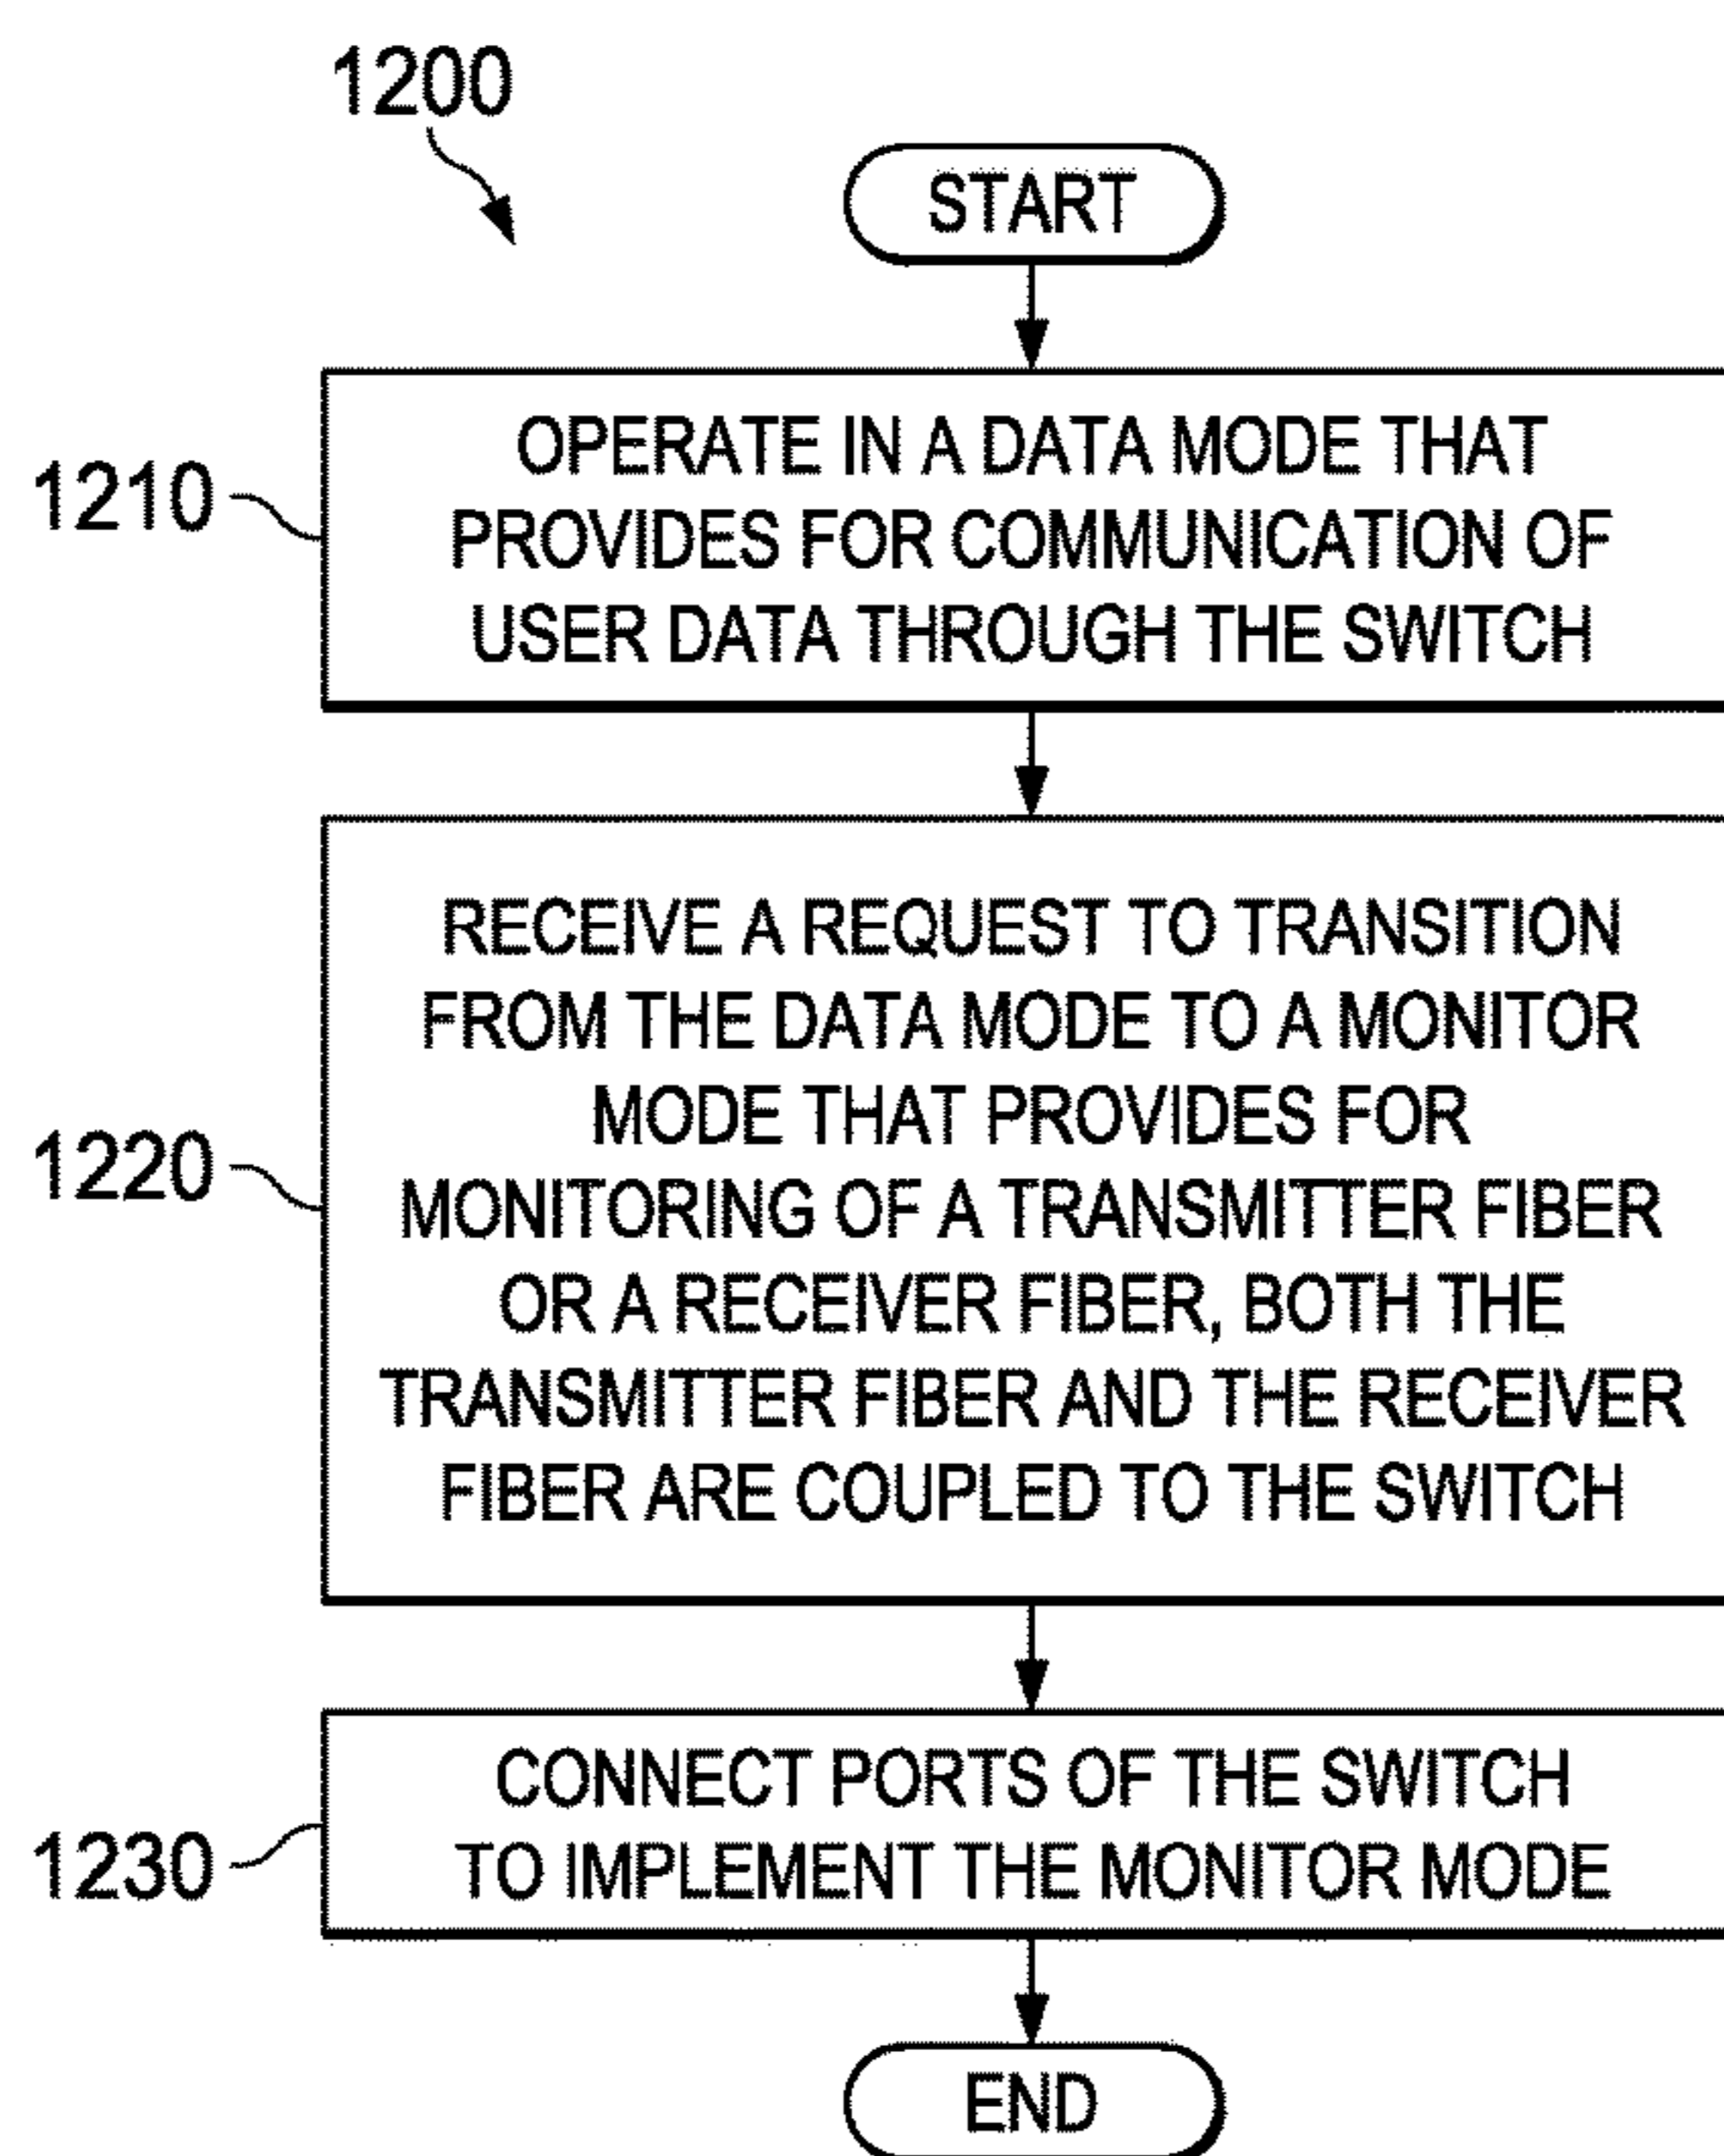 1200
START
1210
OPERATE IN A DATA MODE THAT
PROVIDES FOR COMMUNICATION OF
USER DATA THROUGH THE SWITCH
1220
RECEIVE A REQUEST TO TRANSITION
FROM THE DATA MODE TO A MONITOR
MODE THAT PROVIDES FOR
MONITORING OF A TRANSMITTER FIBER
OR A RECEIVER FIBER, BOTH THE
TRANSMITTER FIBER AND THE RECEIVER
FIBER ARE COUPLED TO THE SWITCH
1230
CONNECT PORTS OF THE SWITCH
TO IMPLEMENT THE MONITOR MODE
END